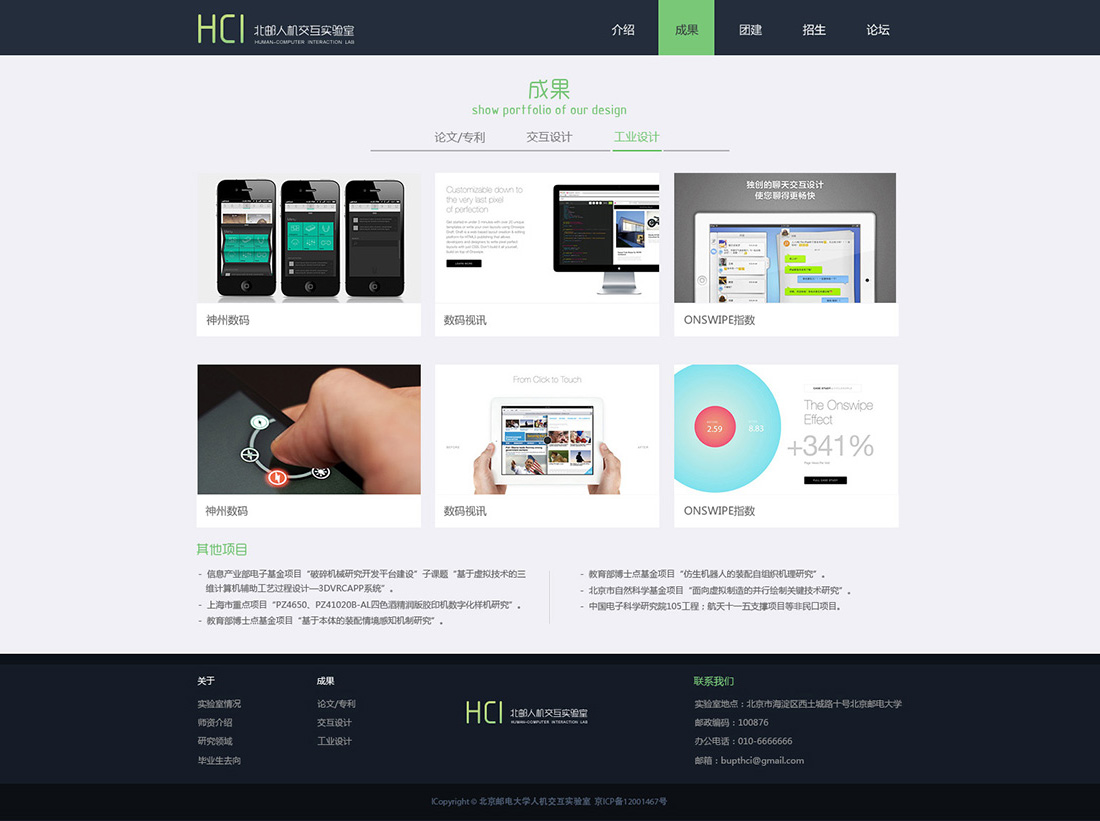 HCI 北邮人机交互实验室
HUMAN-COMPUTER INTERACTION LAB
介绍 成果 团建 招生 论坛
成果
show portfolio of our design
论文/专利 交互设计 工业设计
Customizable down to
the very last pixel
of perfection
独创的聊天交互设计
使您聊得更畅快
神州数码 数码视讯 ONSWIPE指数
From Click to Touch
BEFORE
AFTER
2.59
8.83
The Onswipe
Effect
+341%
神州数码 数码视讯 ONSWIPE指数
其他项目
- 信息产业部电子基金项目“破碎机械研究开发平台建设”子课题“基于虚拟技术的三
维计算机辅助工艺过程设计—3DVRCAPP系统”。
- 上海市重点项目“PZ4650、PZ41020B-AL四色酒精润版胶印机数字化样机研究”。
- 教育部博士点基金项目“基于本体的装配情境感知机制研究”。
- 教育部博士点基金项目“仿生机器人的装配自组织机理研究”。
- 北京市自然科学基金项目“面向虚拟制造的并行绘制关键技术研究”。
- 中国电子科学研究院105工程；航天十一五支撑项目等非民口项目。
关于
实验室情况
师资介绍
研究领域
毕业生去向
成果
论文/专利
交互设计
工业设计
HCI 北邮人机交互实验室
HUMAN-COMPUTER INTERACTION LAB
联系我们
实验室地点：北京市海淀区西土城路十号北京邮电大学
邮政编码：100876
办公电话：010-6666666
邮箱：bupthci@gmail.com
lCopyright © 北京邮电大学人机交互实验室 京ICP备12001467号